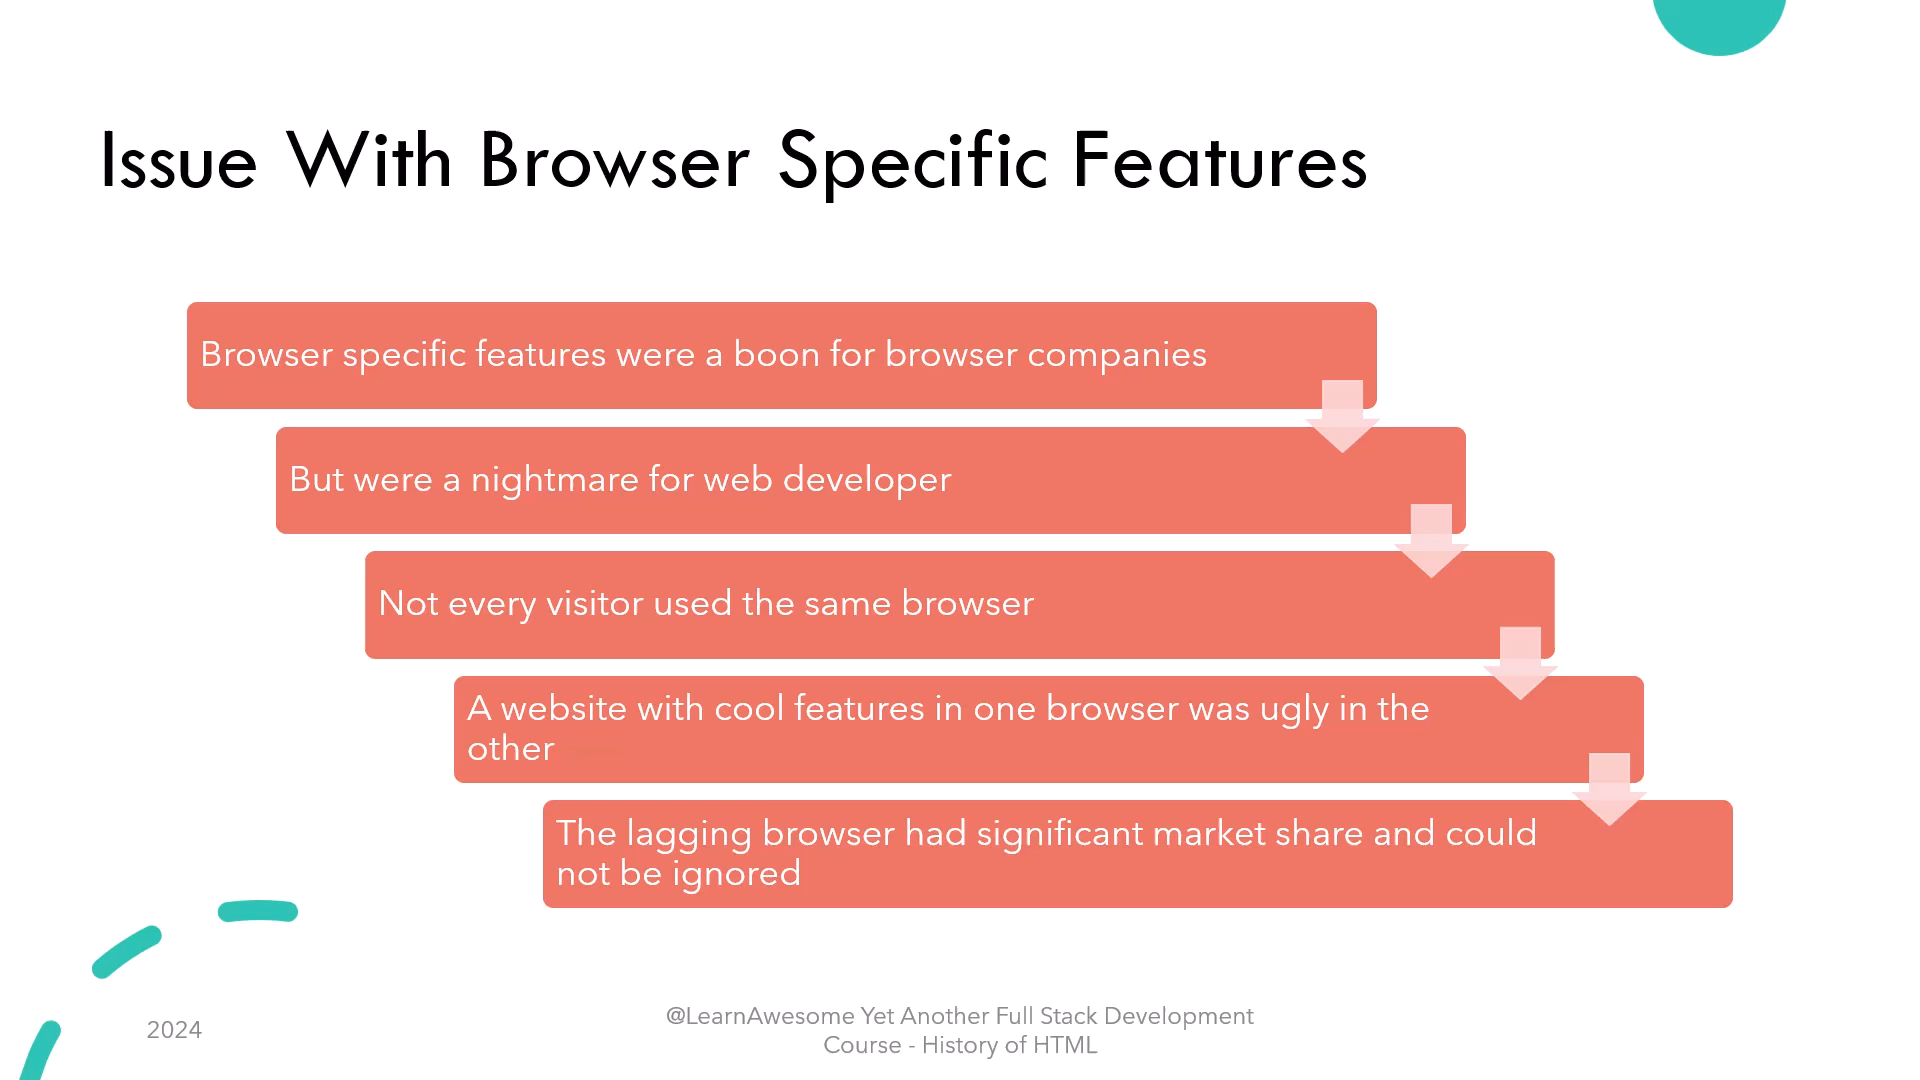 Issue With Browser Specific Features
Browser specific features were a boon for browser companies
But were a nightmare for web developer
Not every visitor used the same browser
A website with cool features in one browser was ugly in the
other
The lagging browser had significant market share and could
not be ignored
2024
@LearnAwesome Yet Another Full Stack Development
Course - History of HTML